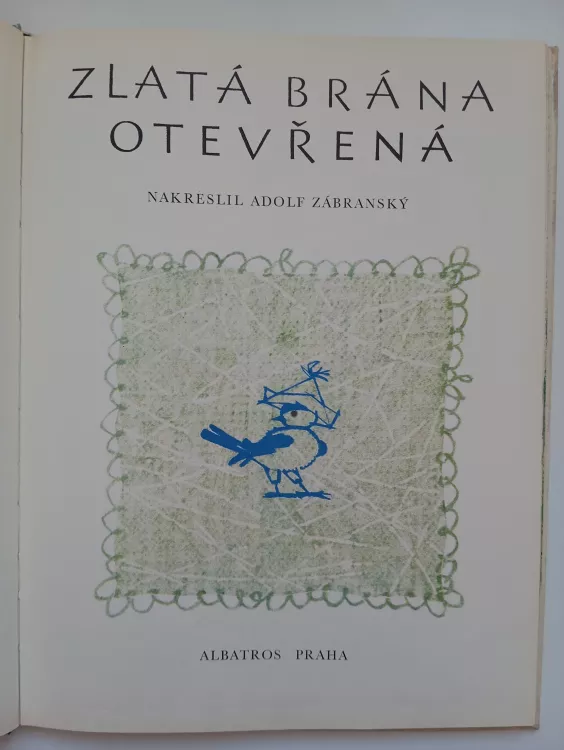 ZLATÁ BRÁNA
OTEVŘENÁ
NAKRESLIL ADOLF ZÁBRANSKÝ
ALBATROS PRAHA